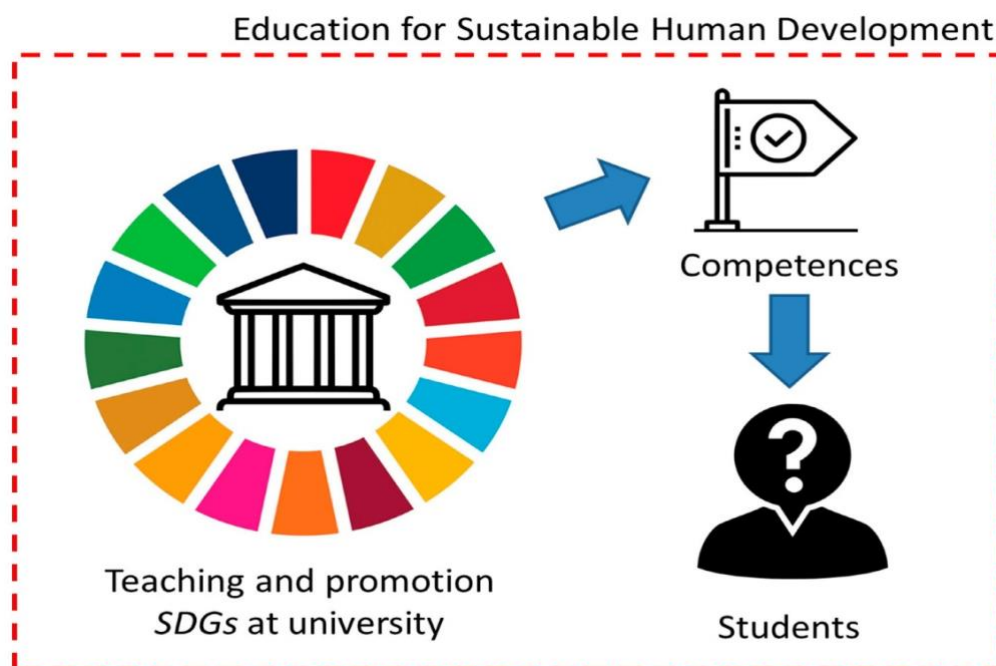 Education for Sustainable Human Development
Competences
Teaching and promotion
SDGs at university
Students
?